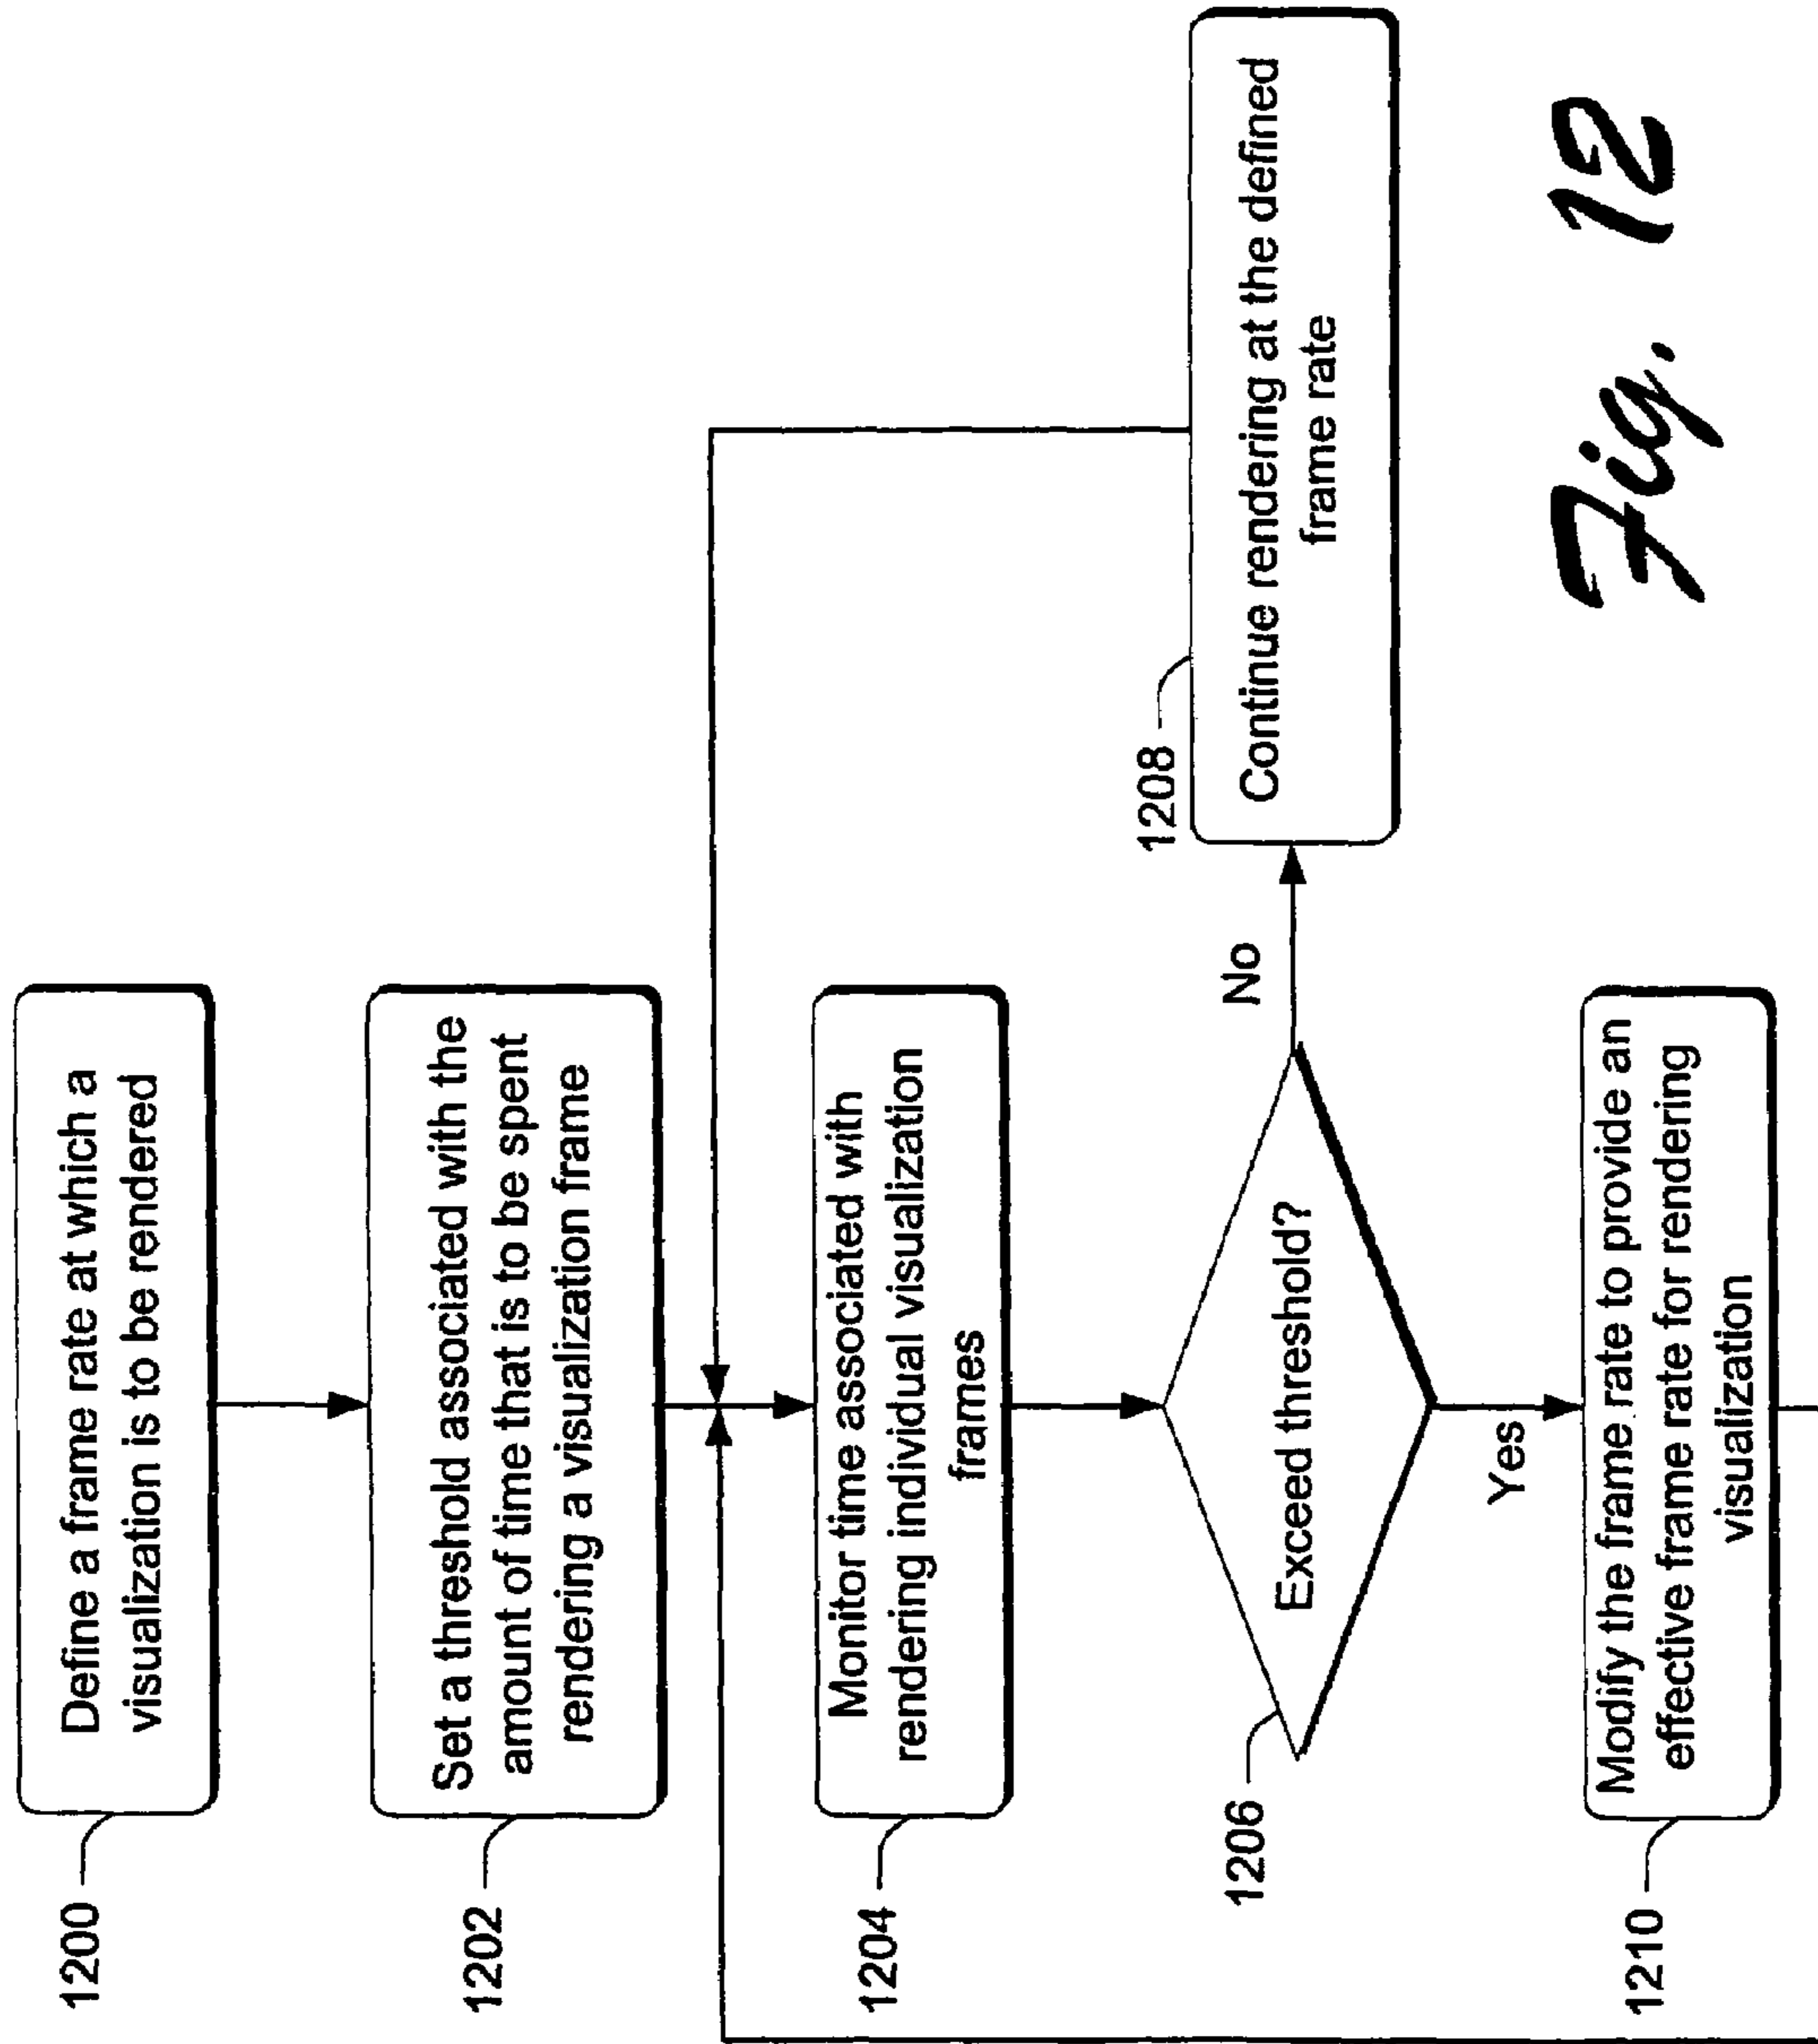 1200
Define a frame rate at which a
visualization is to be rendered
1202
Set a threshold associated with the
amount of time that is to be spent
rendering a visualization frame
1204
Monitor time associated with
rendering individual visualization
frames
1206
Exceed threshold?
No
1208
Continue rendering at the defined
frame rate
Yes
1210
Modify the frame rate to provide an
effective frame rate for rendering
visualization
Fig. 12